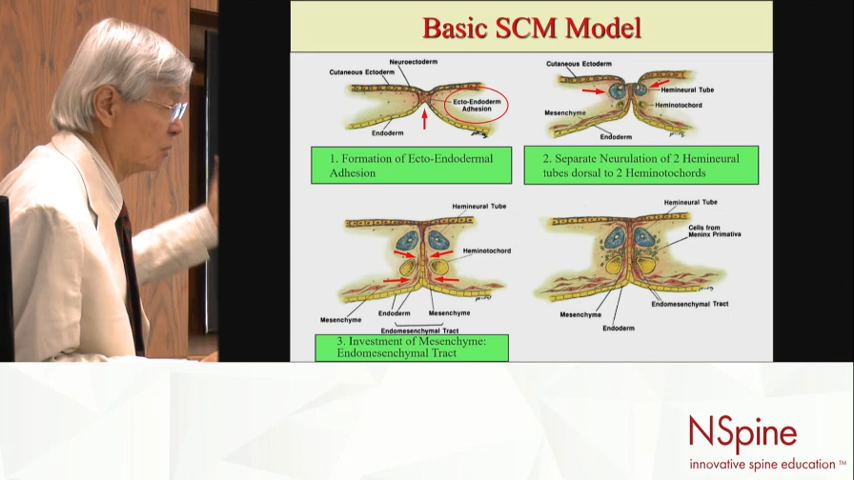 Basic SCM Model
Neuroectoderm
Cutaneous Ectoderm
Ecto-Endoderm
Adhesion
Endoderm
1. Formation of Ecto-Endodermal
Adhesion
Cutaneous Ectoderm
Hemineural Tube
Heminotochord
Mesenchyme
Endoderm
2. Separate Neurulation of 2 Hemineural
tubes dorsal to 2 Heminotochords
Hemineural Tube
Heminotochord
Mesenchyme
Endoderm
Mesenchyme
Endomesenchymal Tract
3. Investment of Mesenchyme:
Endomesenchymal Tract
Hemineural Tube
Cells from
Meninx Primativa
Endomesenchymal Tract
Mesenchyme
Endoderm
NSpine
innovative spine education ™